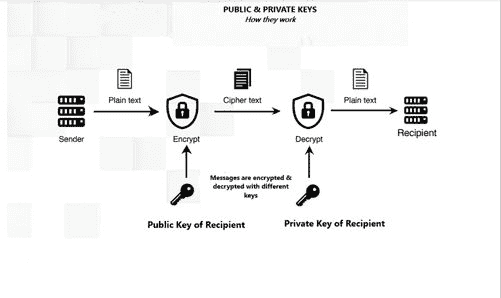 PUBLIC & PRIVATE KEYS
How they work
Plain text
Cipher text
Plain text
Sender
Encrypt
Decrypt
Recipient
Messages are encrypted &
decrypted with different
keys
Public Key of Recipient
Private Key of Recipient